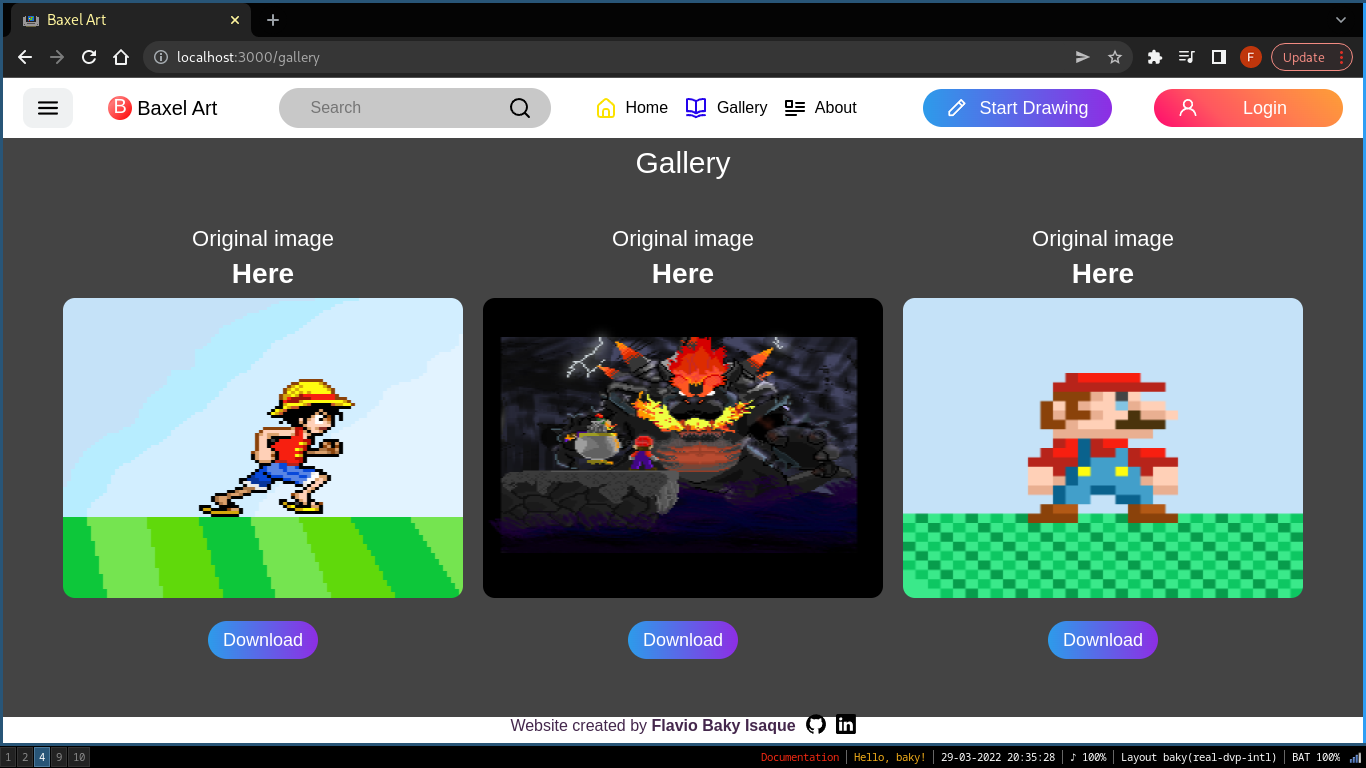 Baxel Art
localhost:3000/gallery
F
Update
B Baxel Art
Search
Home
Gallery
About
Start Drawing
Login
Gallery
Original image
Here
Original image
Here
Original image
Here
Download
Download
Download
Website created by Flavio Baky Isaque
in
1 2 4 9 10
Documentation | Hello, baky! | 29-03-2022 20:35:28 | ♪ 100% | Layout baky(real-dvp-intl) | BAT 100%